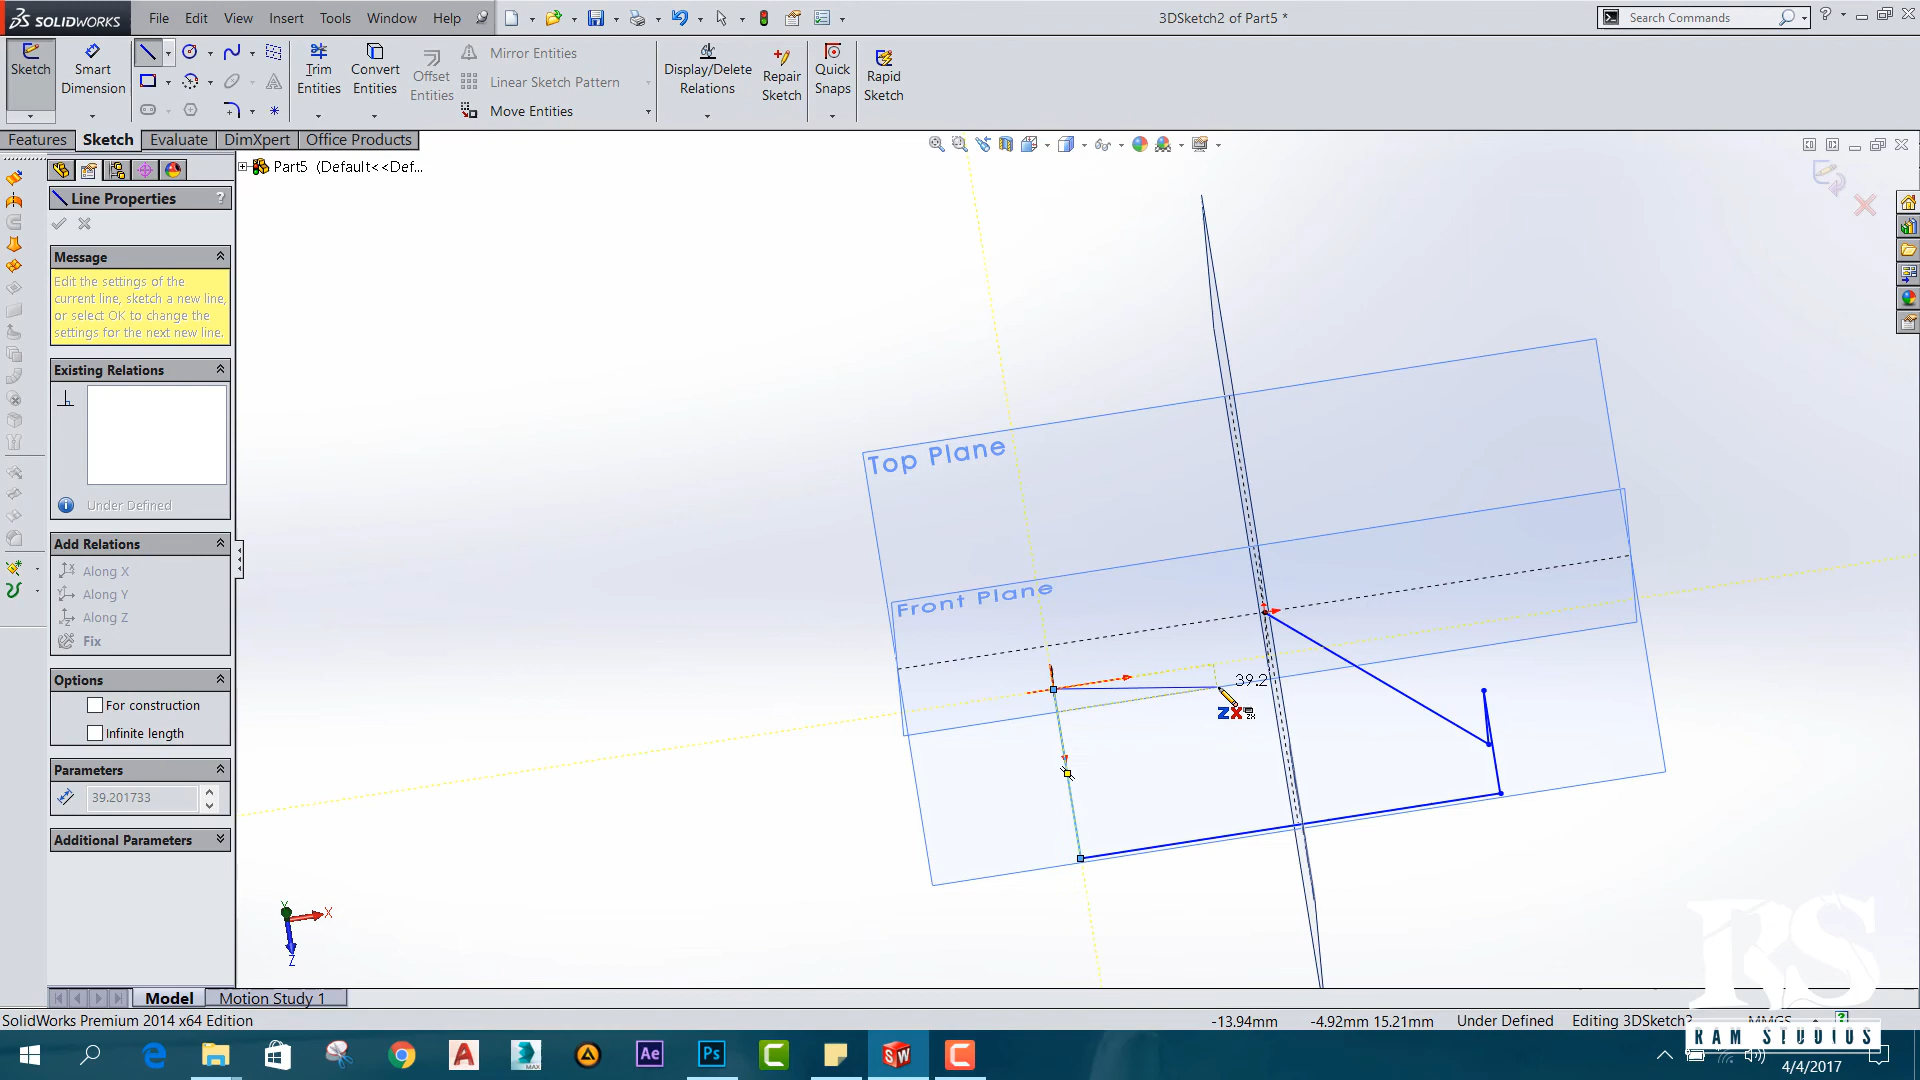 SOLIDWORKS
File Edit View Insert Tools Window Help
3DSketch2 of Part5 *
Search Commands
Sketch
Smart Dimension
Trim Entities
Convert Entities
Offset Entities
Mirror Entities
Linear Sketch Pattern
Move Entities
Display/Delete Relations
Repair Sketch
Quick Snaps
Rapid Sketch
Features Sketch Evaluate DimXpert Office Products
Part5 (Default<<Def...
Line Properties
?
Message
Edit the settings of the
current line, sketch a new line,
or select OK to change the
settings for the next new line.
Existing Relations
Under Defined
Add Relations
Along X
Along Y
Along Z
Fix
Options
For construction
Infinite length
Parameters
39.201733
Additional Parameters
Top Plane
Front Plane
39.2
ZX
Y
X
Z
Model Motion Study 1
SolidWorks Premium 2014 x64 Edition
-13.94mm -4.92mm 15.21mm Under Defined Editing 3DSketch2 MMGS
RS
RAM STUDIOS
4/4/2017